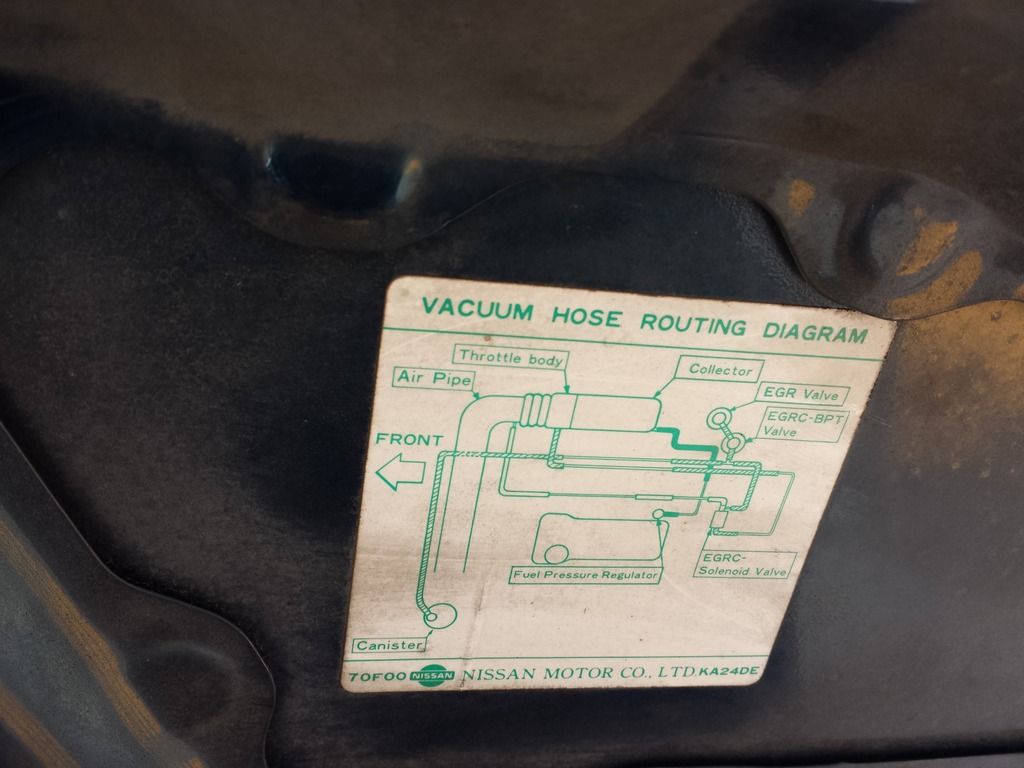 VACUUM HOSE ROUTING DIAGRAM
Throttle body
Collector
Air Pipe
EGR Valve
EGRC-BPT
Valve
FRONT
EGRC-
Solenoid Valve
Fuel Pressure Regulator
Canister
70F00 NISSAN NISSAN MOTOR CO., LTD. KA24DE